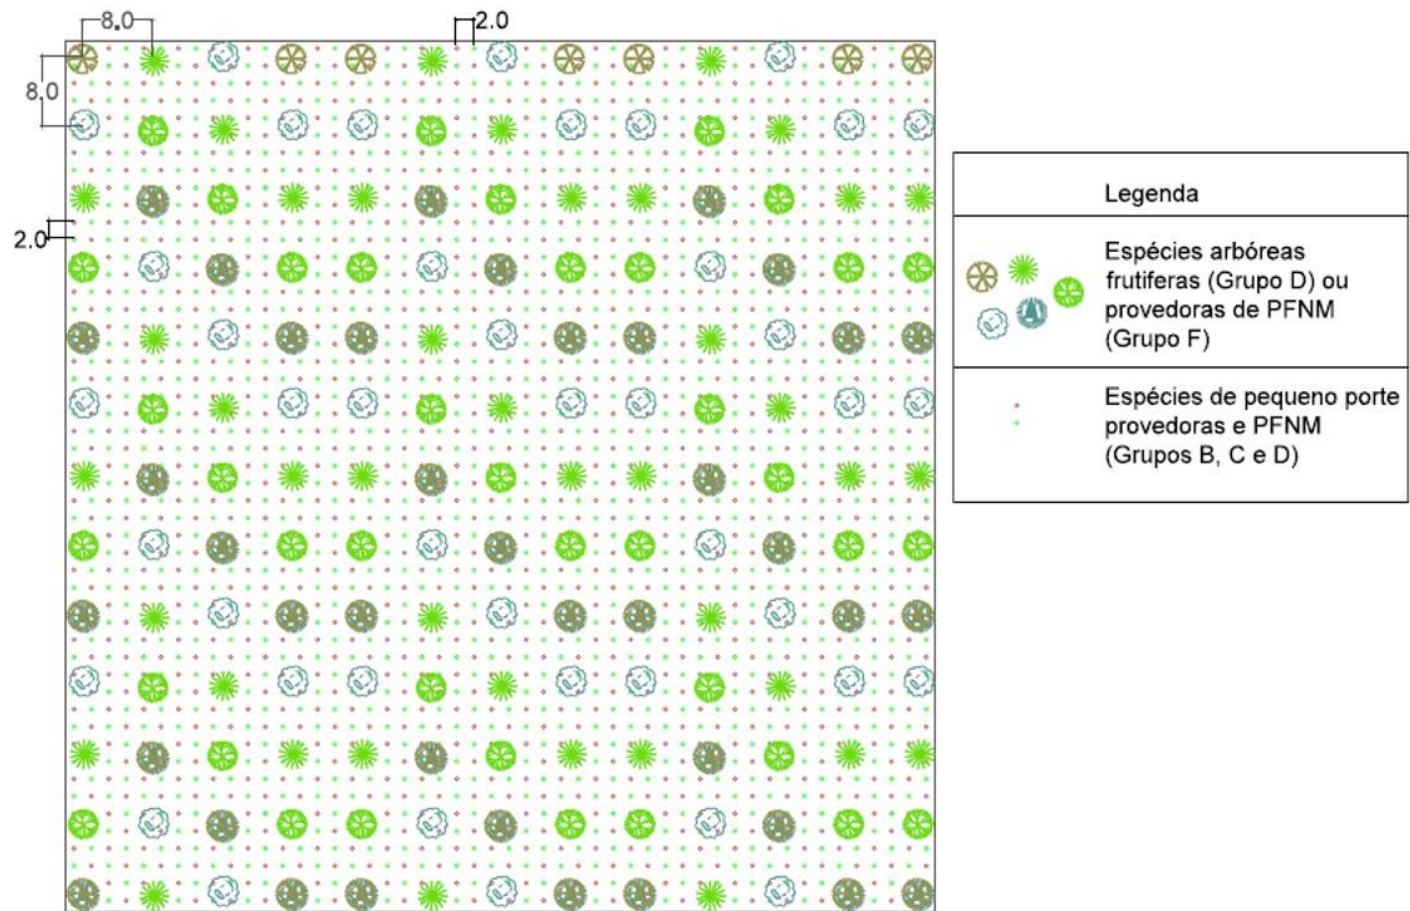 8.0
2.0
8.0
2.0
Legenda
Espécies arbóreas
frutíferas (Grupo D) ou
provedoras de PFNM
(Grupo F)
Espécies de pequeno porte
provedoras e PFNM
(Grupos B, C e D)